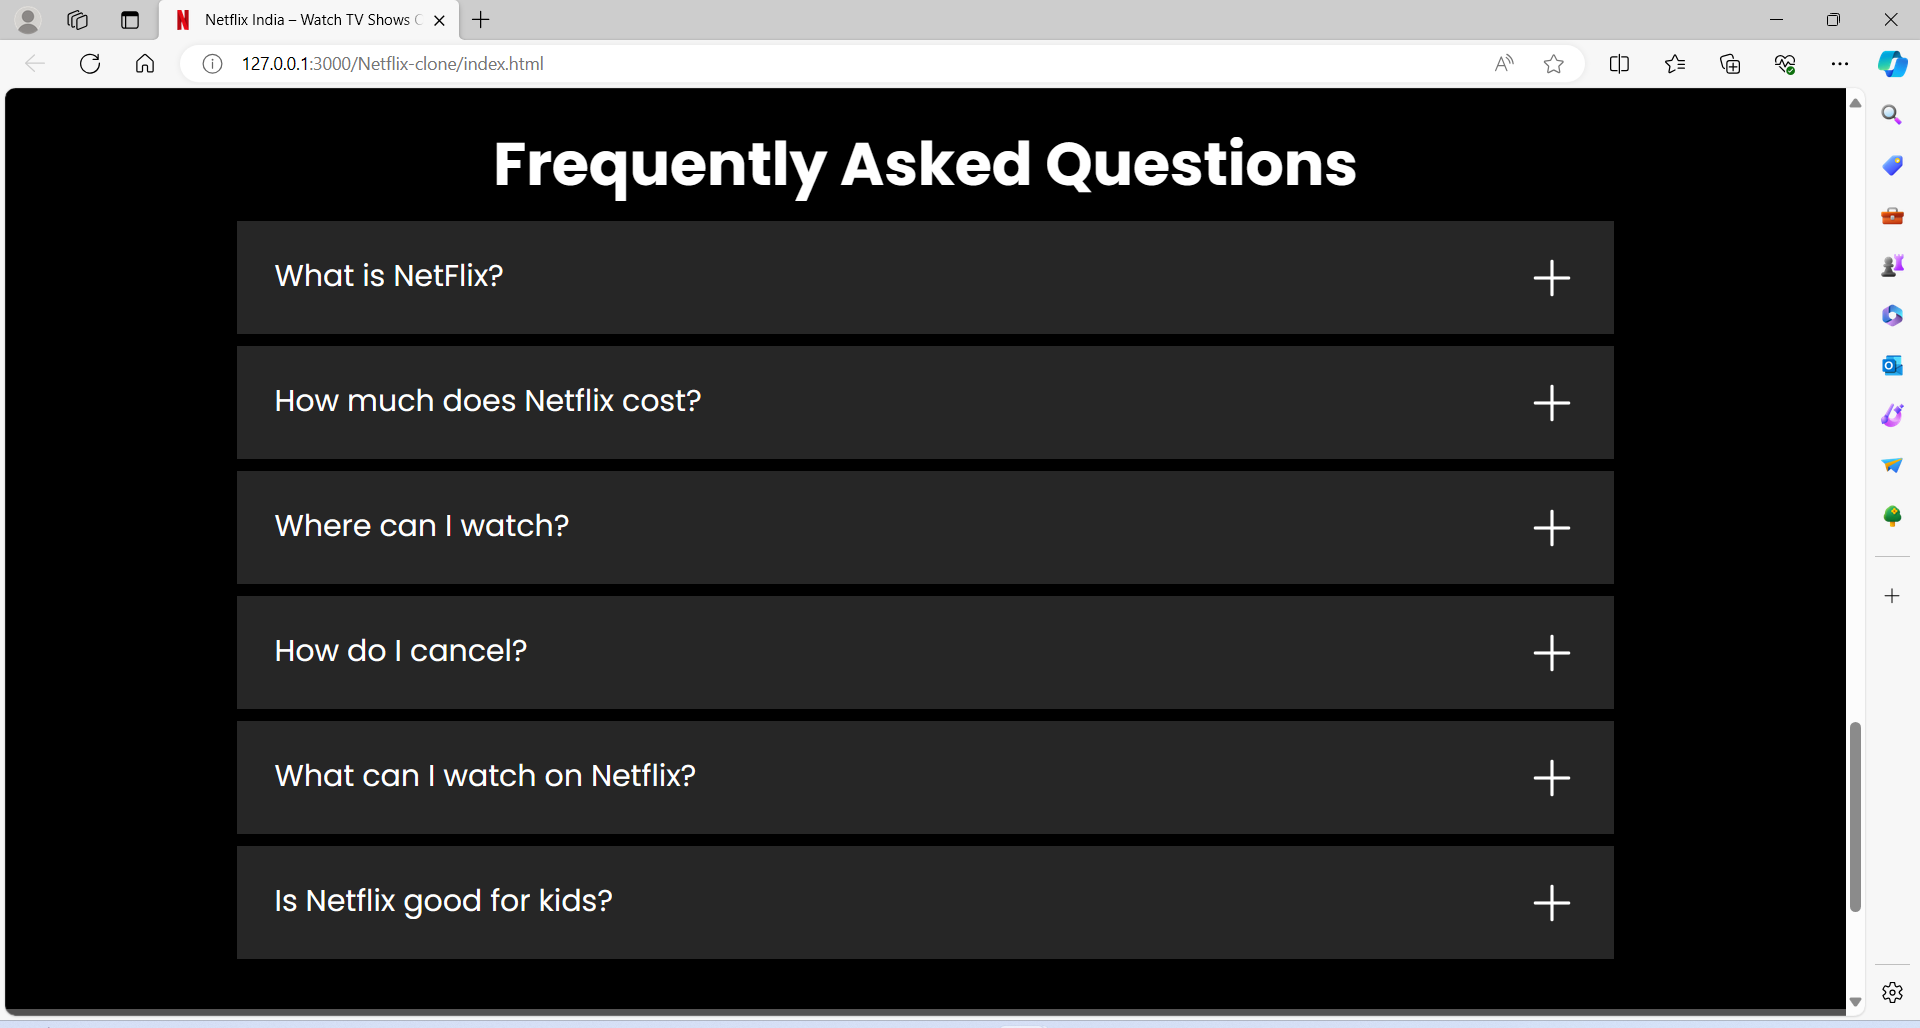 Netflix India – Watch TV Shows
127.0.0.1:3000/Netflix-clone/index.html
Frequently Asked Questions
What is NetFlix?
How much does Netflix cost?
Where can I watch?
How do I cancel?
What can I watch on Netflix?
Is Netflix good for kids?